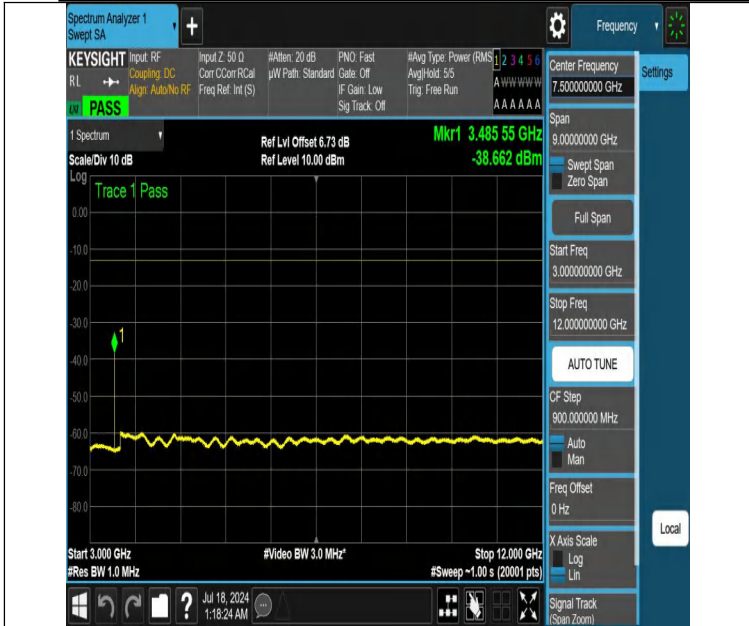 Spectrum Analyzer 1
Swept SA
Frequency
KEYSIGHT
RL
LXI
PASS
Input: RF
Coupling: DC
Align: Auto/No RF
Input Z: 50 Ω
Corr CCorr RCal
Freq Ref: Int (S)
#Atten: 20 dB
µW Path: Standard
PNO: Fast
Gate: Off
IF Gain: Low
Sig Track: Off
#Avg Type: Power (RMS
Avg|Hold: 5/5
Trig: Free Run
1 2 3 4 5 6
A W W W W W
A A A A A A
1 Spectrum
Scale/Div 10 dB
Ref Lvl Offset 6.73 dB
Ref Level 10.00 dBm
Mkr1 3.485 55 GHz
-38.662 dBm
Log
Trace 1 Pass
0.00
-10.0
-20.0
-30.0
1
-40.0
-50.0
-60.0
-70.0
-80.0
Start 3.000 GHz
#Res BW 1.0 MHz
#Video BW 3.0 MHz*
Stop 12.000 GHz
#Sweep ~1.00 s (20001 pts)
Jul 18, 2024
1:18:24 AM
Center Frequency
7.500000000 GHz
Settings
Span
9.00000000 GHz
Swept Span
Zero Span
Full Span
Start Freq
3.000000000 GHz
Stop Freq
12.000000000 GHz
AUTO TUNE
CF Step
900.000000 MHz
Auto
Man
Freq Offset
0 Hz
X Axis Scale
Log
Lin
Local
Signal Track
(Span Zoom)